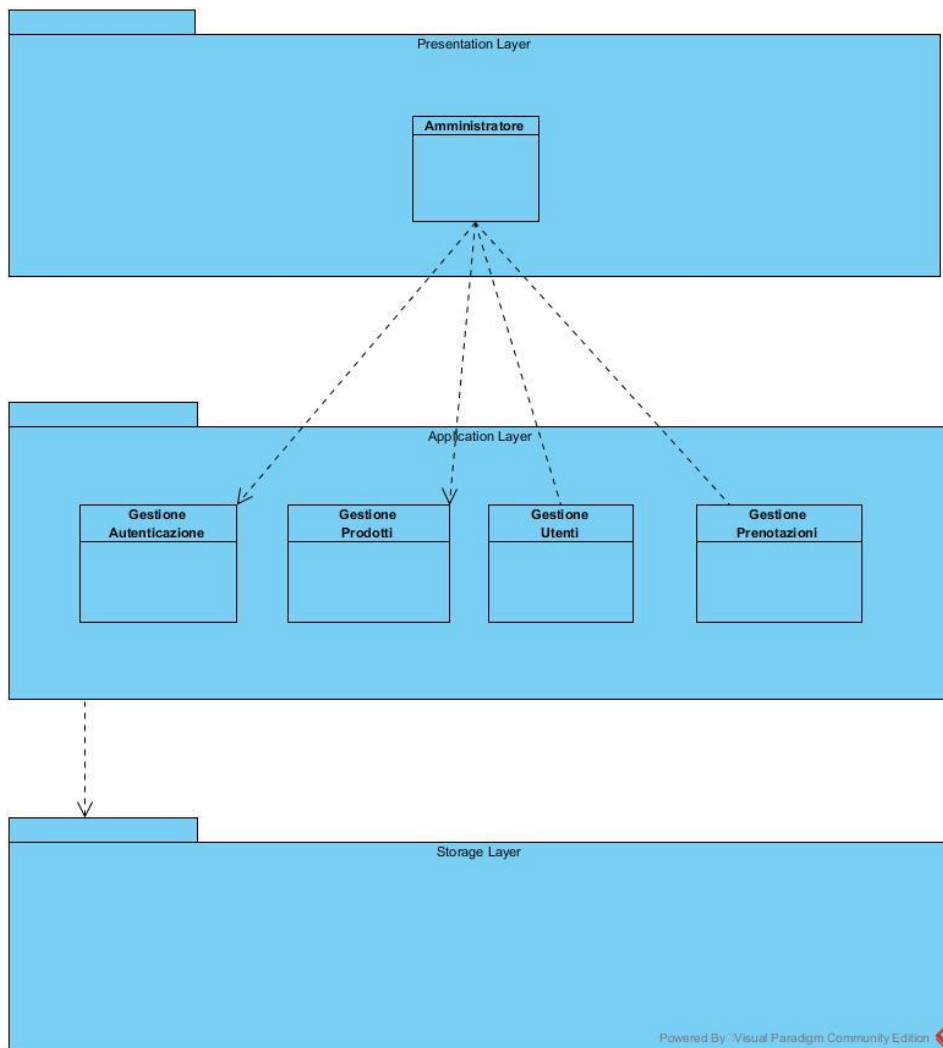 Presentation Layer
Amministratore
Application Layer
Gestione
Autenticazione
Gestione
Prodotti
Gestione
Utenti
Gestione
Prenotazioni
Storage Layer
Powered By Visual Paradigm Community Edition